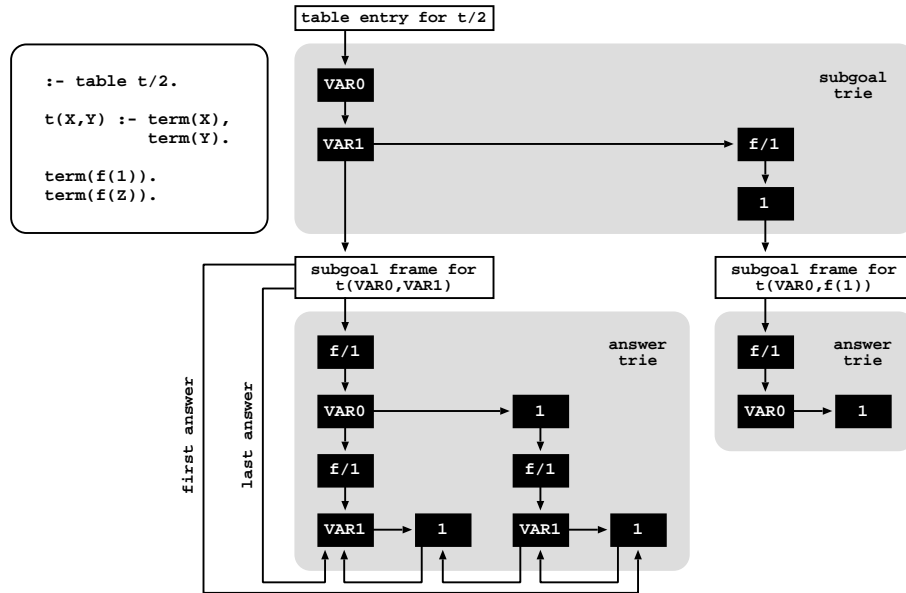 table entry for t/2
:- table t/2.
t(X,Y) :- term(X),
term(Y).
term(f(1)).
term(f(Z)).
subgoal
trie
VAR0
VAR1
f/1
1
subgoal frame for
t(VAR0,VAR1)
subgoal frame for
t(VAR0,f(1))
first answer
last answer
answer
trie
f/1
VAR0
1
f/1
f/1
VAR1
1
VAR1
1
answer
trie
f/1
VAR0
1